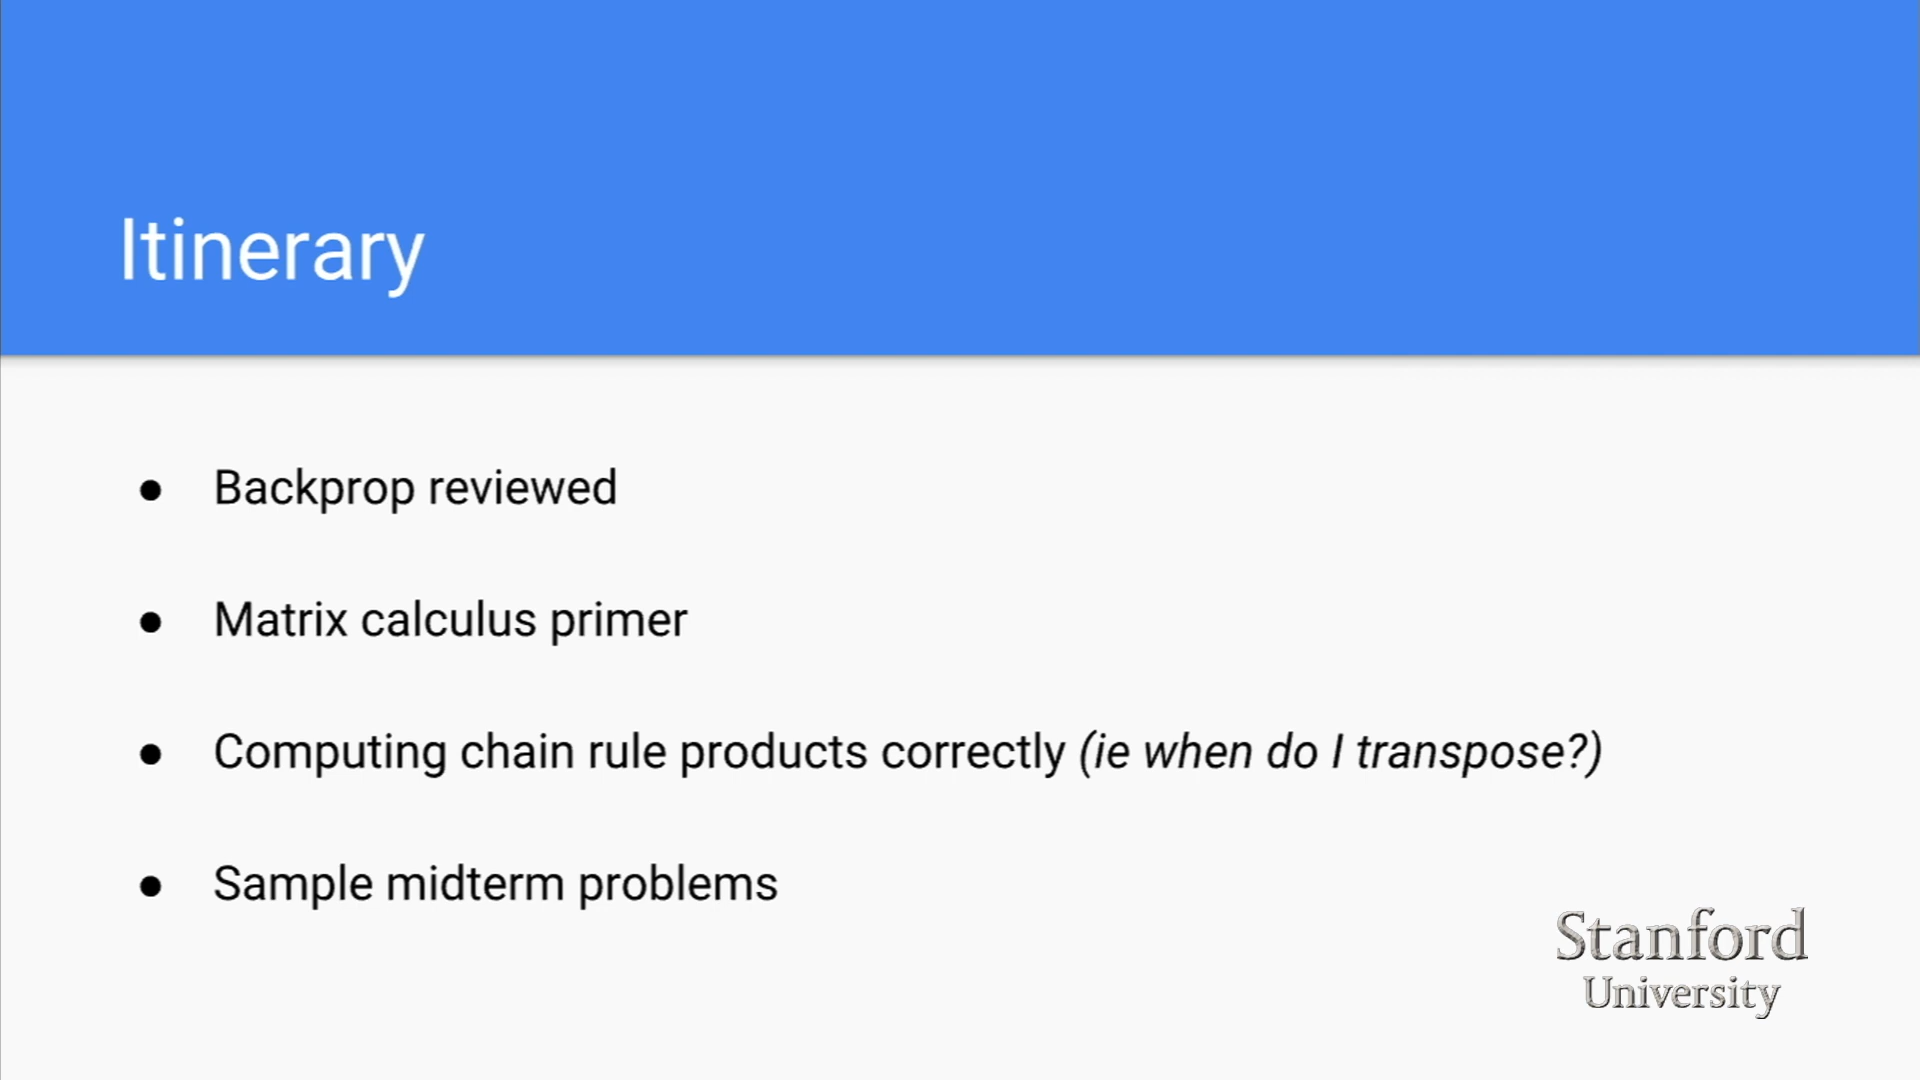 Itinerary
● Backprop reviewed
● Matrix calculus primer
● Computing chain rule products correctly (ie when do I transpose?)
● Sample midterm problems
Stanford
University